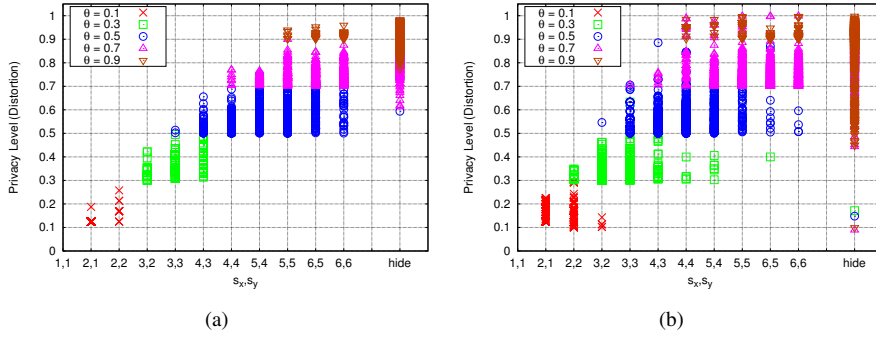 1
0.9
0.8
0.7
0.6
0.5
0.4
0.3
0.2
0.1
0
Privacy Level (Distortion)
θ = 0.1
θ = 0.3
θ = 0.5
θ = 0.7
θ = 0.9
1,1 2,1 2,2 3,2 3,3 4,3 4,4 5,4 5,5 6,5 6,6 hide
sx,sy
(a)
1
0.9
0.8
0.7
0.6
0.5
0.4
0.3
0.2
0.1
0
Privacy Level (Distortion)
θ = 0.1
θ = 0.3
θ = 0.5
θ = 0.7
θ = 0.9
1,1 2,1 2,2 3,2 3,3 4,3 4,4 5,4 5,5 6,5 6,6 hide
sx,sy
(b)